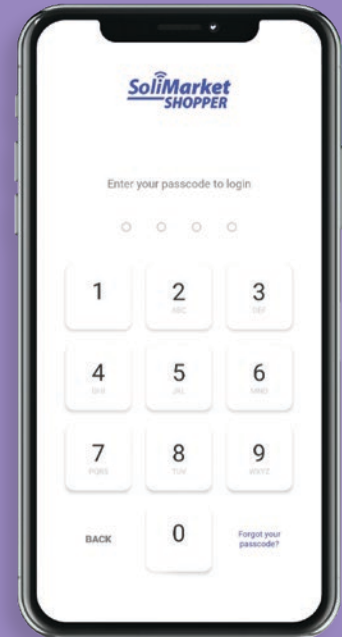 SoliMarket
SHOPPER
Enter your passcode to login
1
2
ABC
3
DEF
4
GHI
5
JKL
6
MNO
7
PQRS
8
TUV
9
WXYZ
BACK
0
Forgot your
passcode?